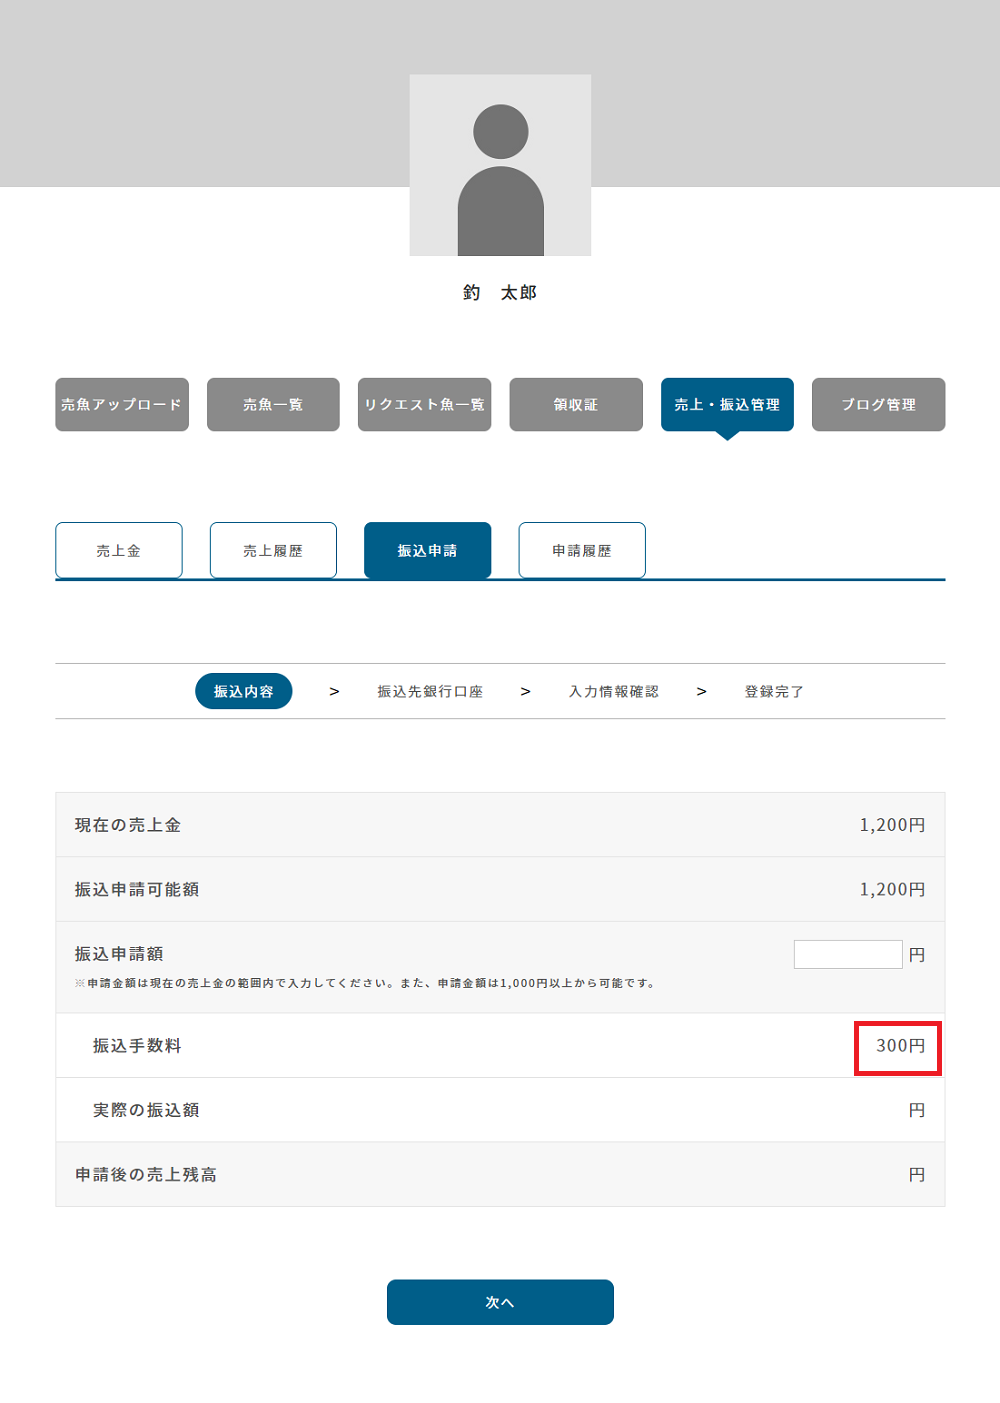 釣　太郎
売魚アップロード
売魚一覧
リクエスト魚一覧
領収証
売上・振込管理
ブログ管理
売上金
売上履歴
振込申請
申請履歴
振込内容 > 振込先銀行口座 > 入力情報確認 > 登録完了
現在の売上金 1,200円
振込申請可能額 1,200円
振込申請額 円
※申請金額は現在の売上金の範囲内で入力してください。また、申請金額は1,000円以上から可能です。
振込手数料 300円
実際の振込額 円
申請後の売上残高 円
次へ